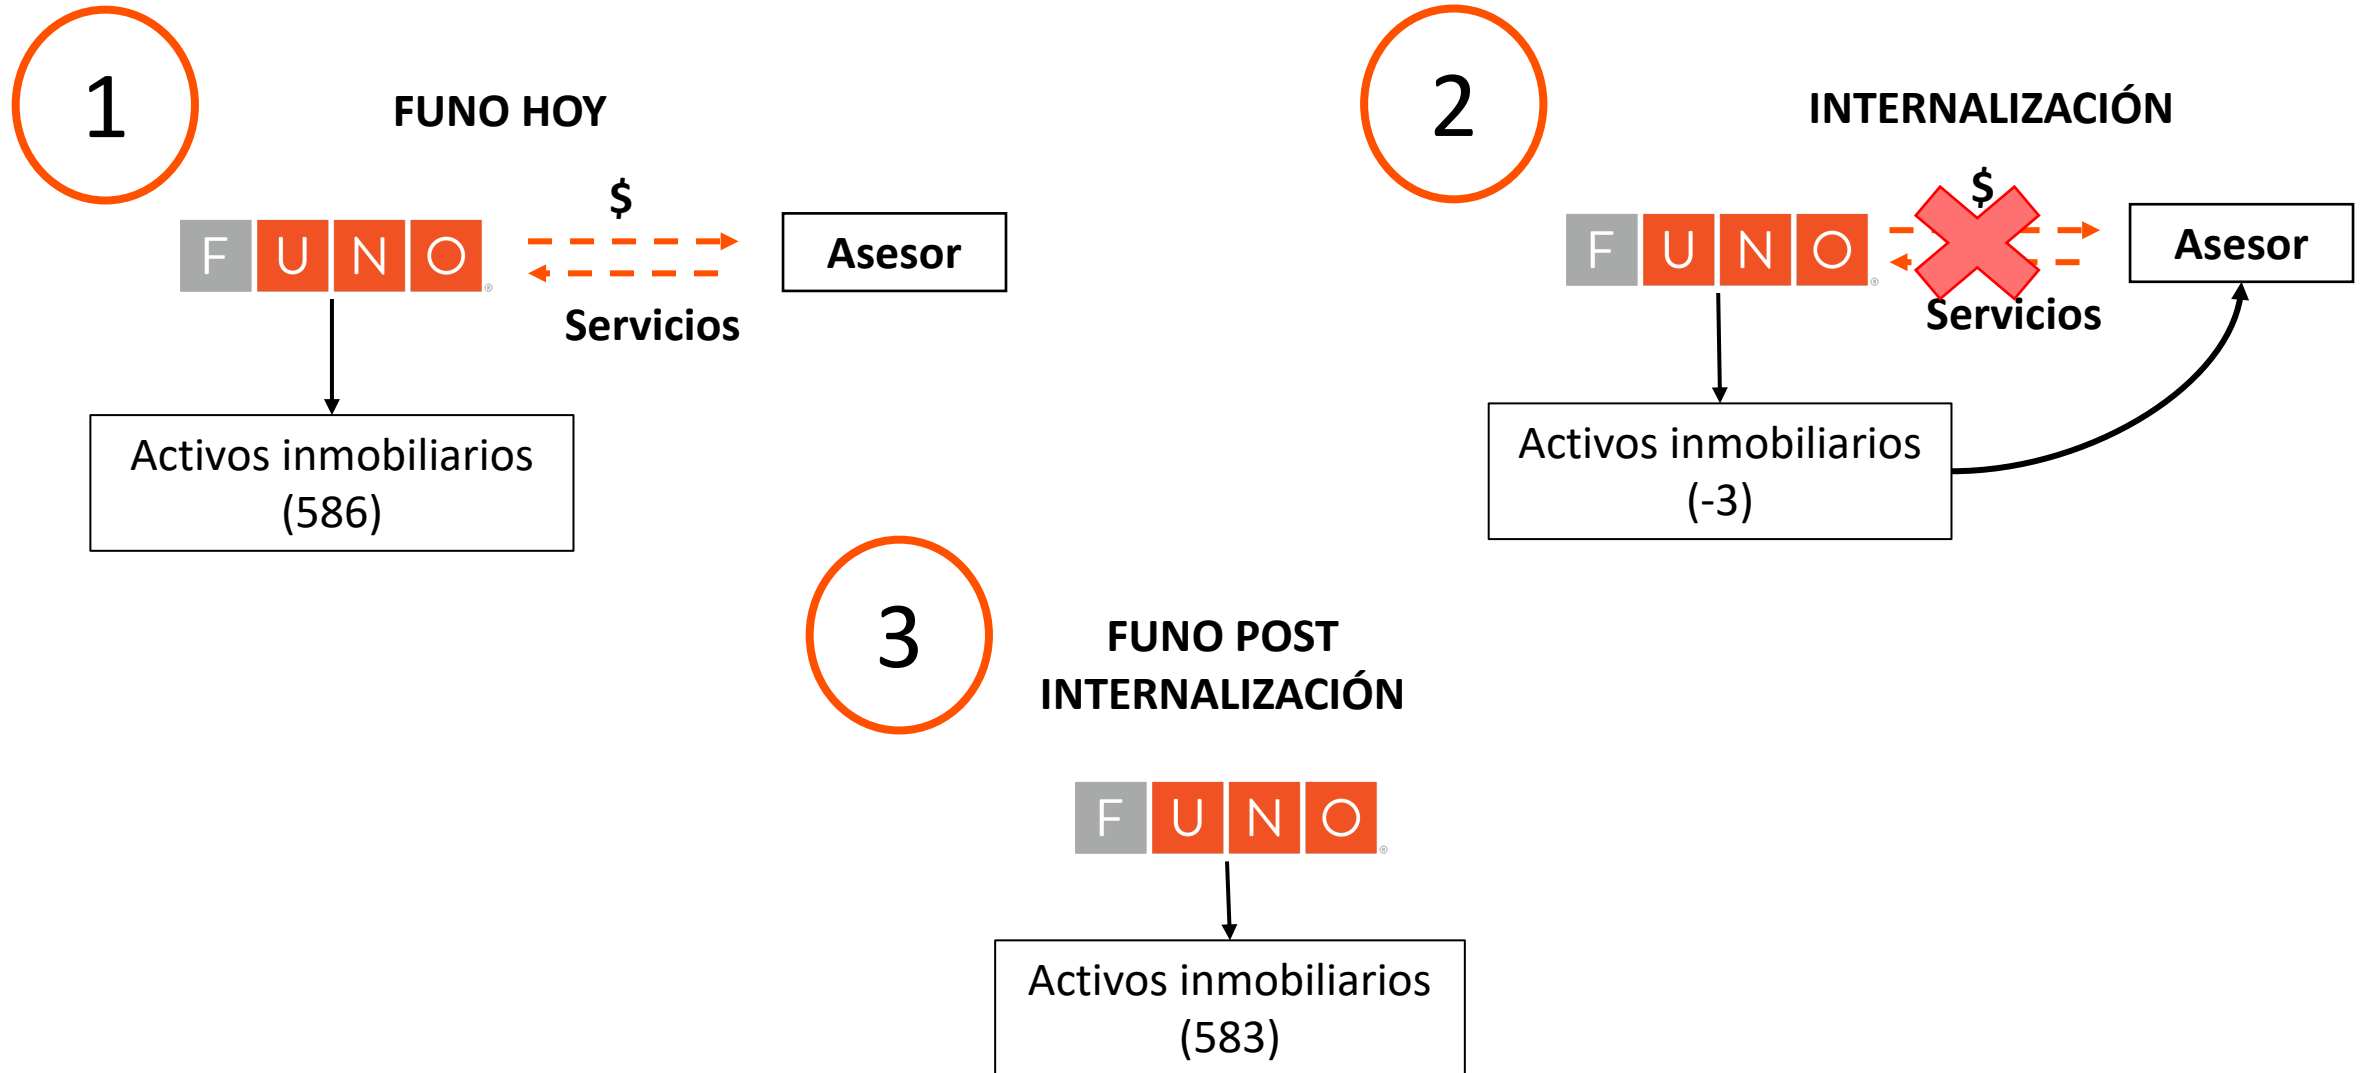 1
FUNO HOY
$
FUNO®
Asesor
Servicios
Activos inmobiliarios
(586)
2
INTERNALIZACIÓN
$
FUNO®
Asesor
Servicios
Activos inmobiliarios
(-3)
3
FUNO POST
INTERNALIZACIÓN
FUNO®
Activos inmobiliarios
(583)